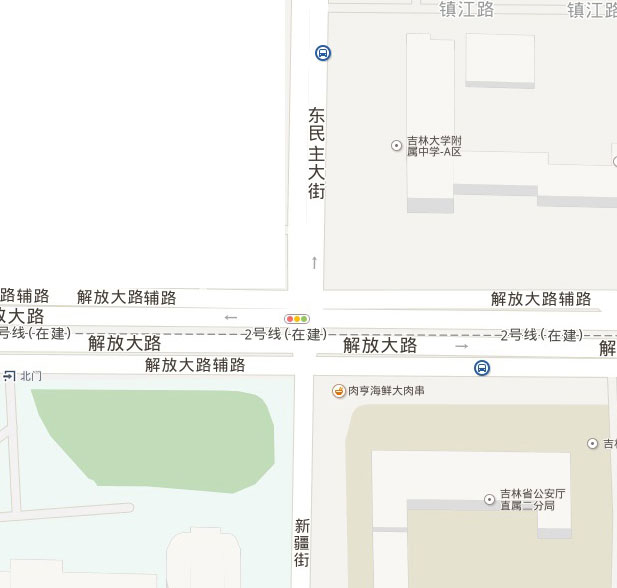 镇江路
镇江路
东民主大街
吉林大学附
属中学-A区
路辅路
解放大路辅路
解放大路辅路
大路
号线(在建)
2号线(在建)
2号线(在建)
解放大路
解放大路
解
解放大路辅路
北门
肉亨海鲜大肉串
吉
吉林省公安厅
直属二分局
新疆街